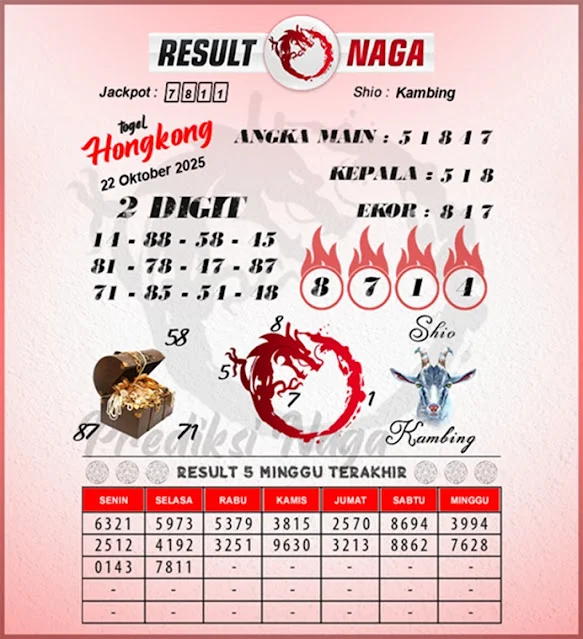 RESULT NAGA
Jackpot : 7811
Shio : Kambing
togel
Hongkong
22 Oktober 2025
ANGKA MAIN : 5 1 8 4 7
KEPALA : 5 1 8
EKOR : 8 4 7
2 DIGIT
14 - 88 - 58 - 45
81 - 78 - 47 - 87
71 - 85 - 54 - 48
8 7 1 4
58
87
71
8
5
7
1
Shio
Kambing
Prediksi Naga
RESULT 5 MINGGU TERAKHIR
SENIN SELASA RABU KAMIS JUMAT SABTU MINGGU
6321 5973 5379 3815 2570 8694 3994
2512 4192 3251 9630 3213 8862 7628
0143 7811 - - - - -
- - - - - - -
- - - - - - -